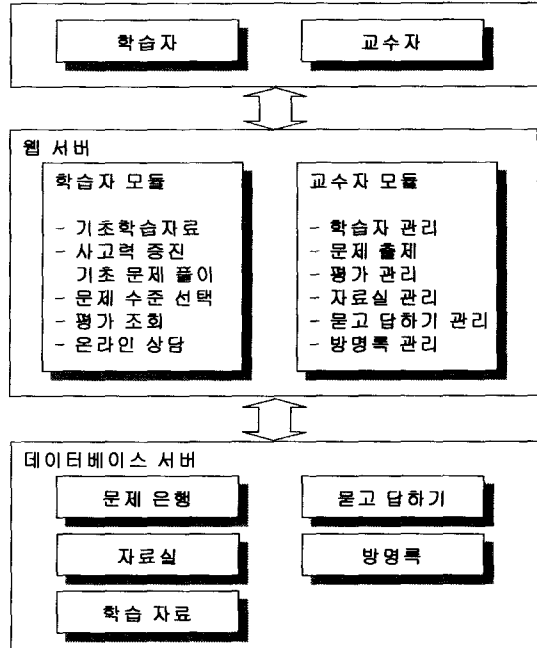 학습자
교수자
웹 서버
학습자 모듈
- 기초학습자료
- 사고력 증진
기초 문제 풀이
- 문제 수준 선택
- 평가 조회
- 온라인 상담
교수자 모듈
- 학습자 관리
- 문제 출제
- 평가 관리
- 자료실 관리
- 묻고 답하기 관리
- 방명록 관리
데이터베이스 서버
문제 은행
묻고 답하기
자료실
방명록
학습 자료